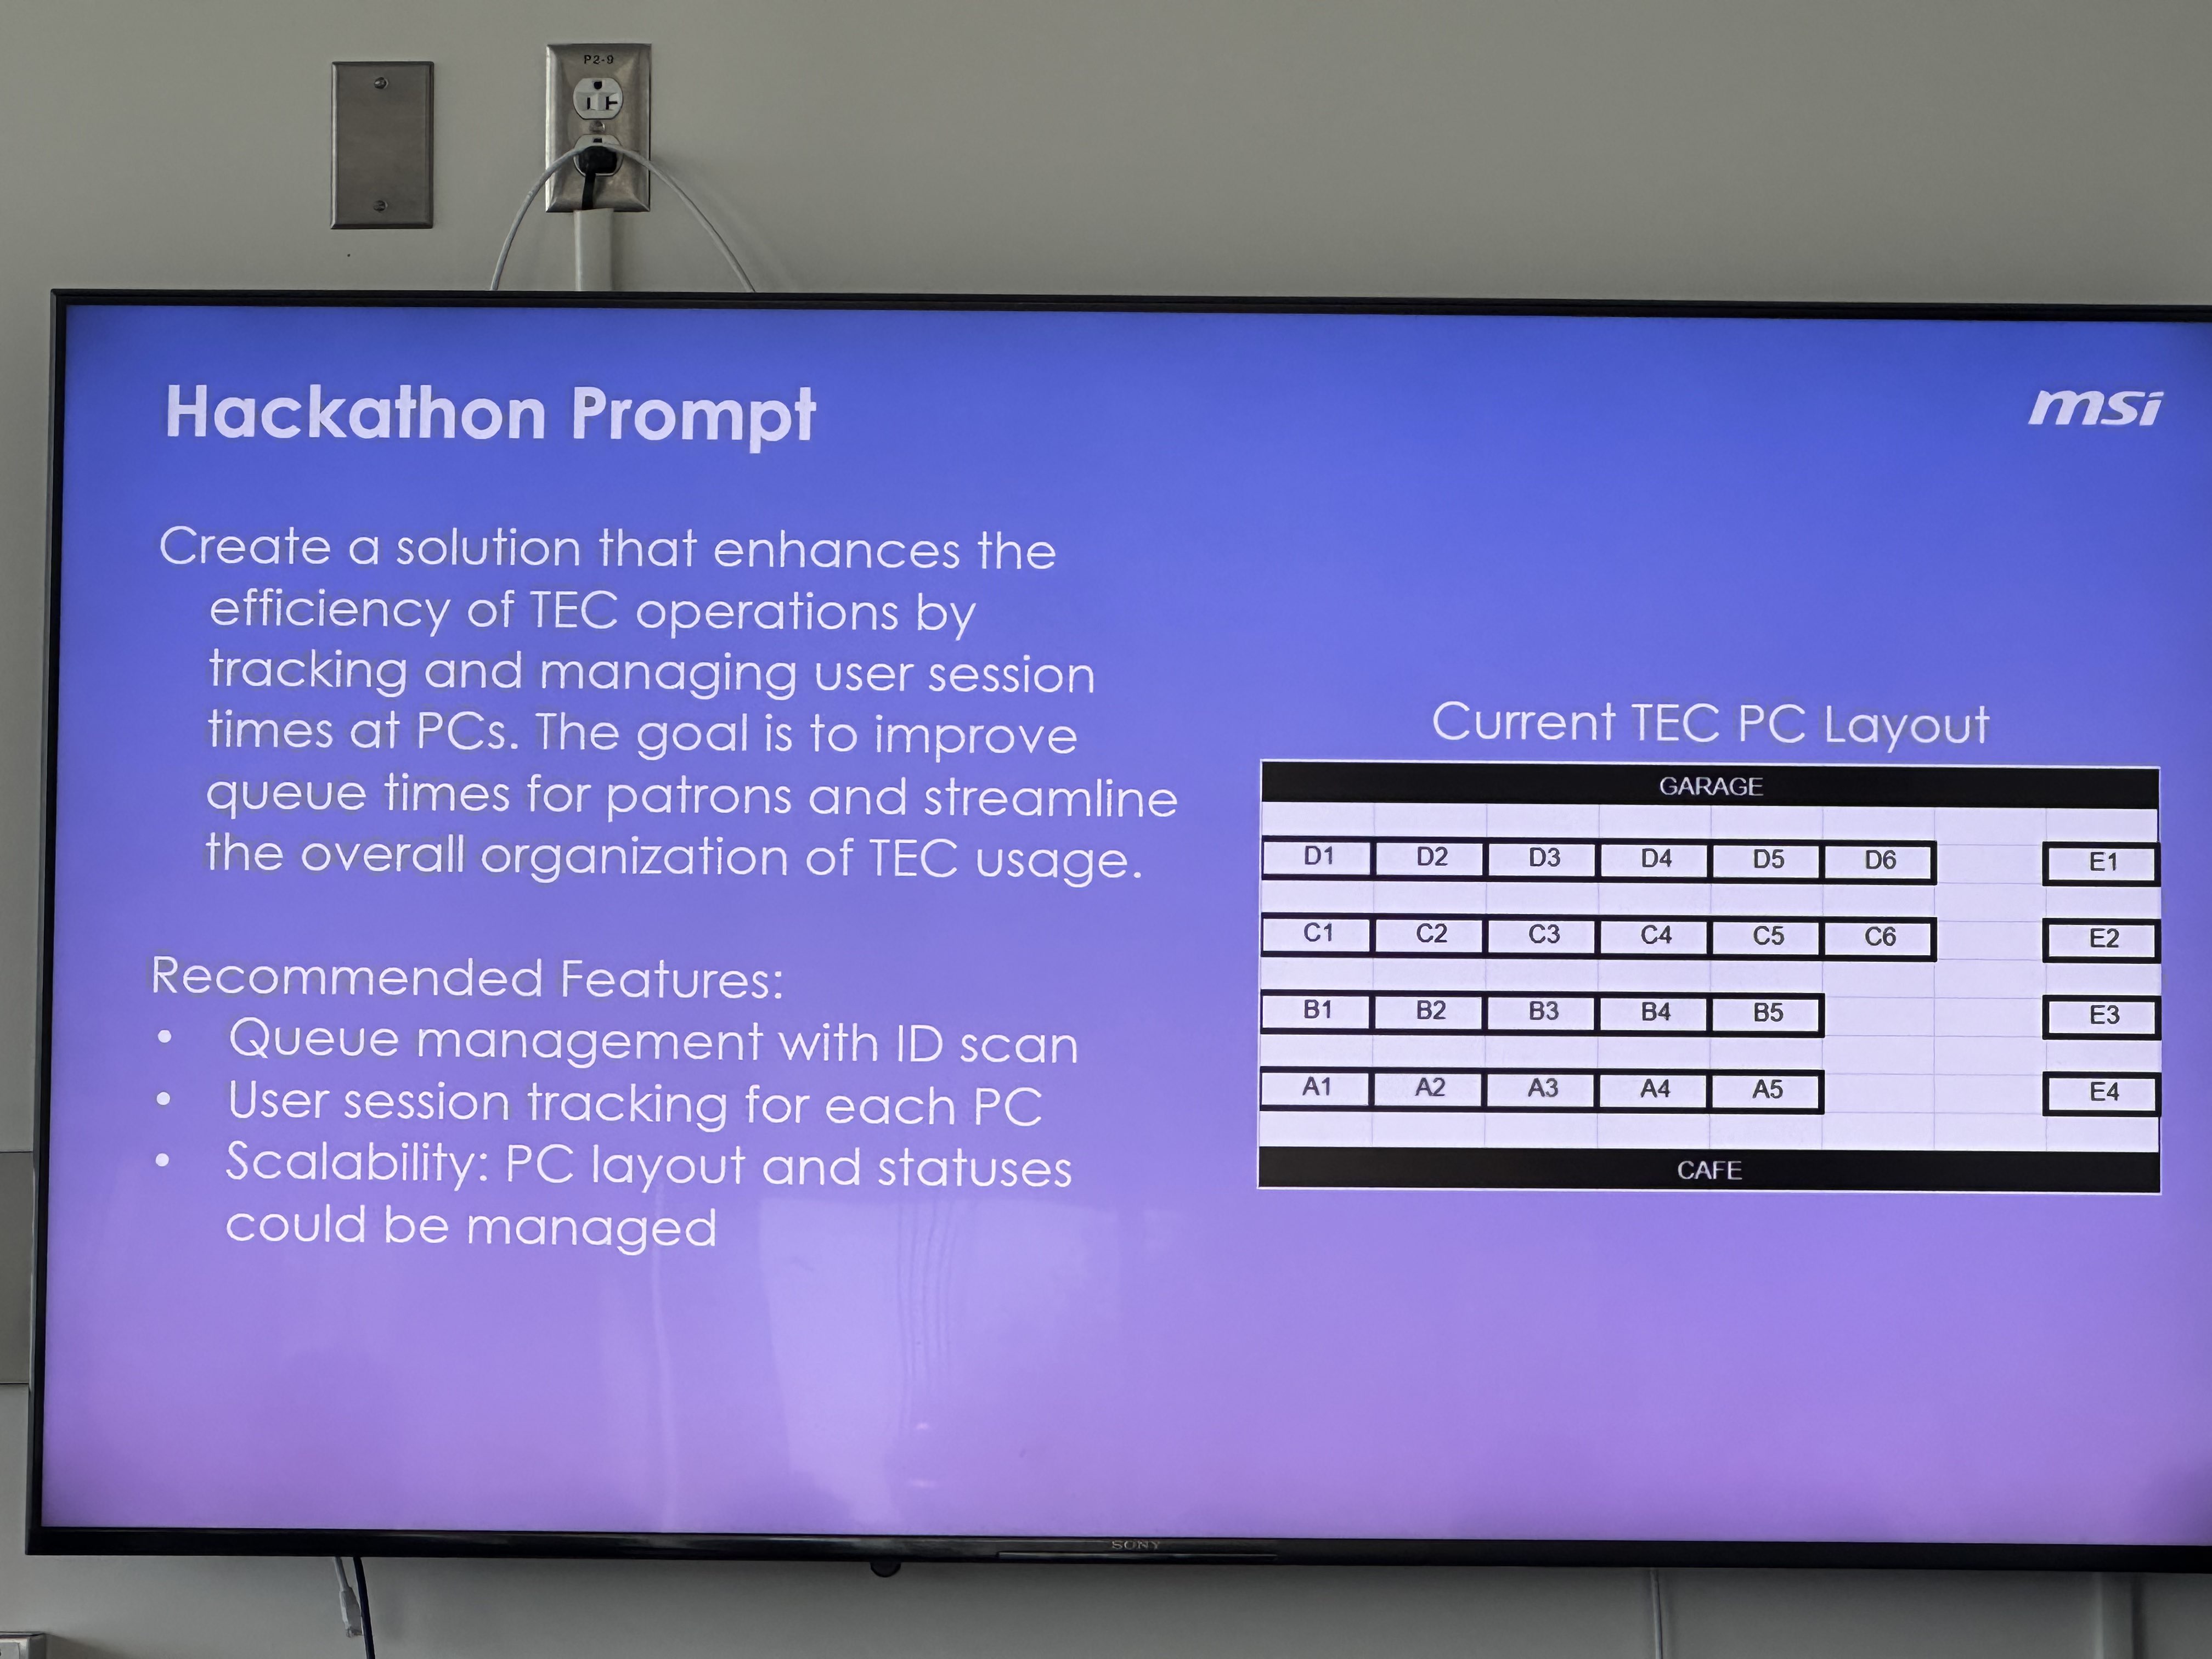 P2-9
Hackathon Prompt
msi
Create a solution that enhances the
efficiency of TEC operations by
tracking and managing user session
times at PCs. The goal is to improve
queue times for patrons and streamline
the overall organization of TEC usage.
Recommended Features:
• Queue management with ID scan
• User session tracking for each PC
• Scalability: PC layout and statuses
could be managed
Current TEC PC Layout
GARAGE
D1 D2 D3 D4 D5 D6 E1
C1 C2 C3 C4 C5 C6 E2
B1 B2 B3 B4 B5 E3
A1 A2 A3 A4 A5 E4
CAFE
SONY